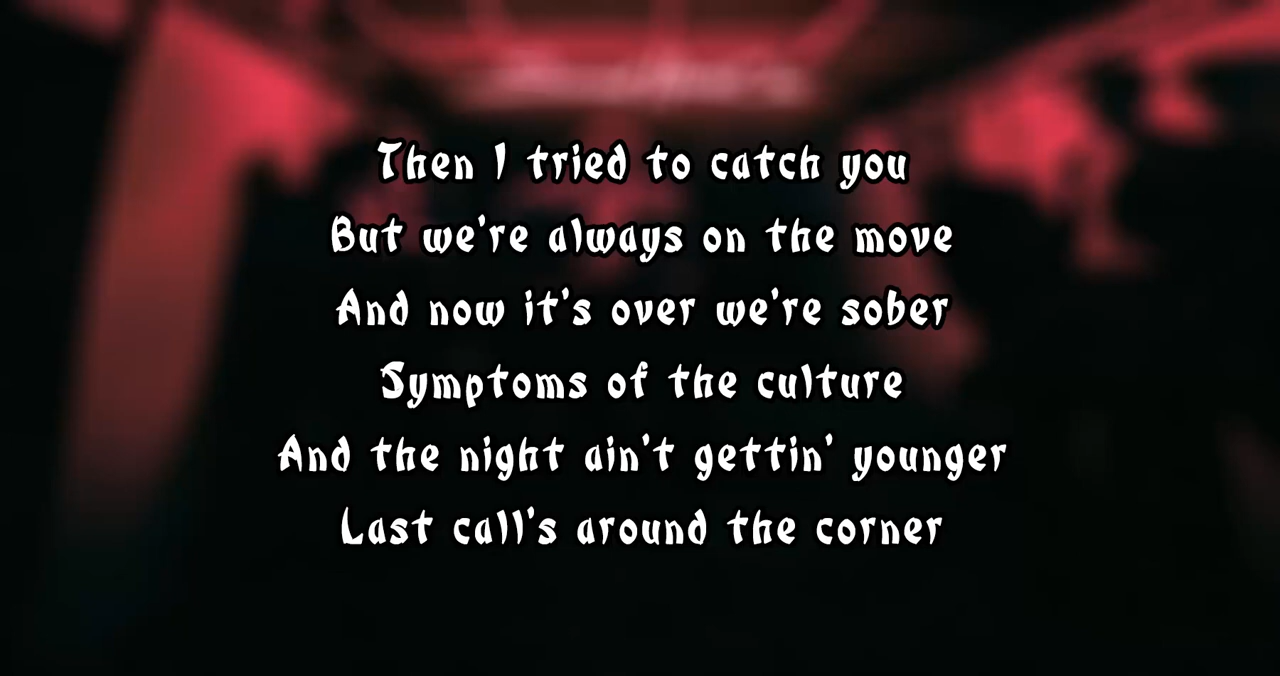 Then I tried to catch you
But we're always on the move
And now it's over we're sober
Symptoms of the culture
And the night ain't gettin' younger
Last call's around the corner